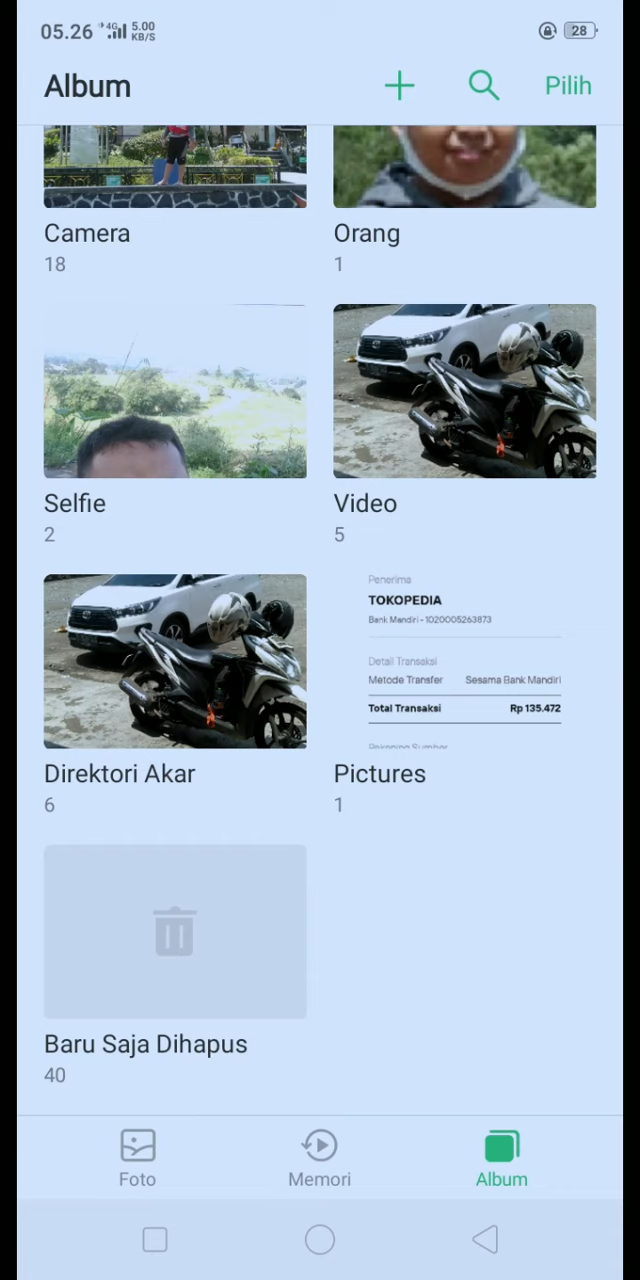 05.26 4G 5.00 KB/S 28
Album Pilih
Camera Orang
18 1
Selfie Video
2 5
Penerima
TOKOPEDIA
Bank Mandiri - 1020005263873
Detail Transaksi
Metode Transfer Sesama Bank Mandiri
Total Transaksi Rp 135.472
Rekening Sumber
Direktori Akar Pictures
6 1
Baru Saja Dihapus
40
Foto Memori Album